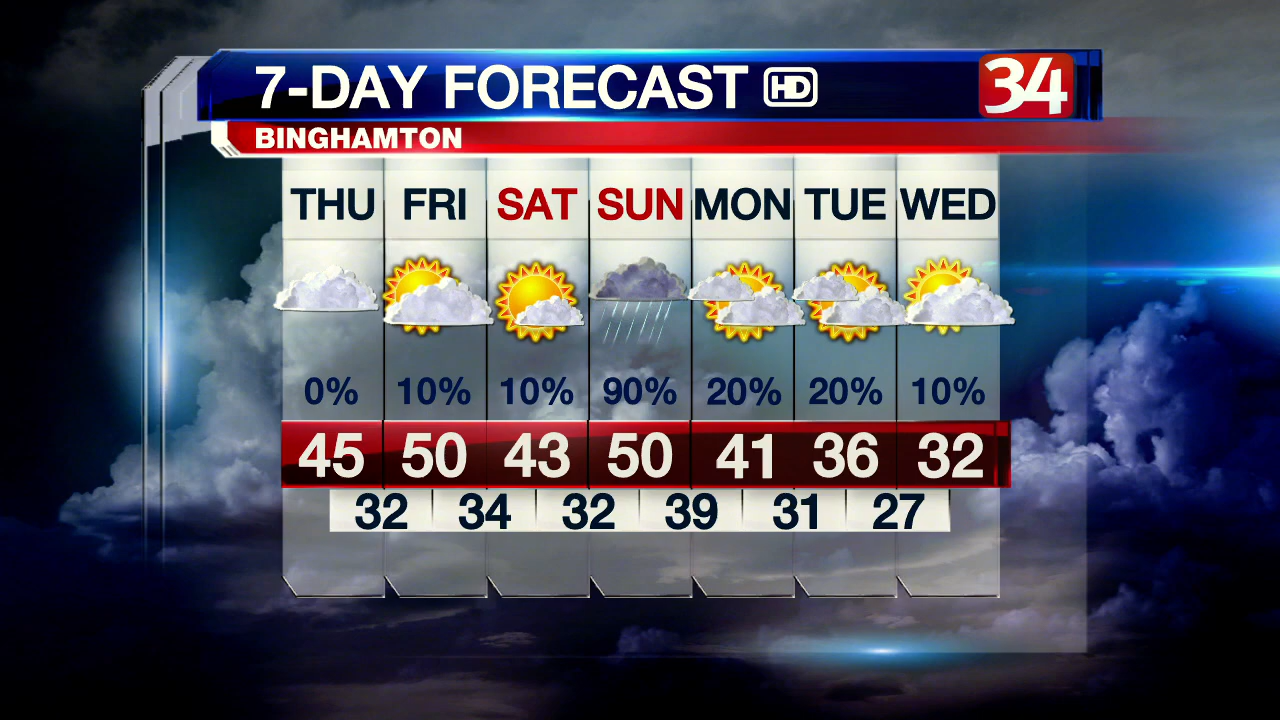 7-DAY FORECAST HD 34
BINGHAMTON
THU FRI SAT SUN MON TUE WED
0% 10% 10% 90% 20% 20% 10%
45 50 43 50 41 36 32
32 34 32 39 31 27